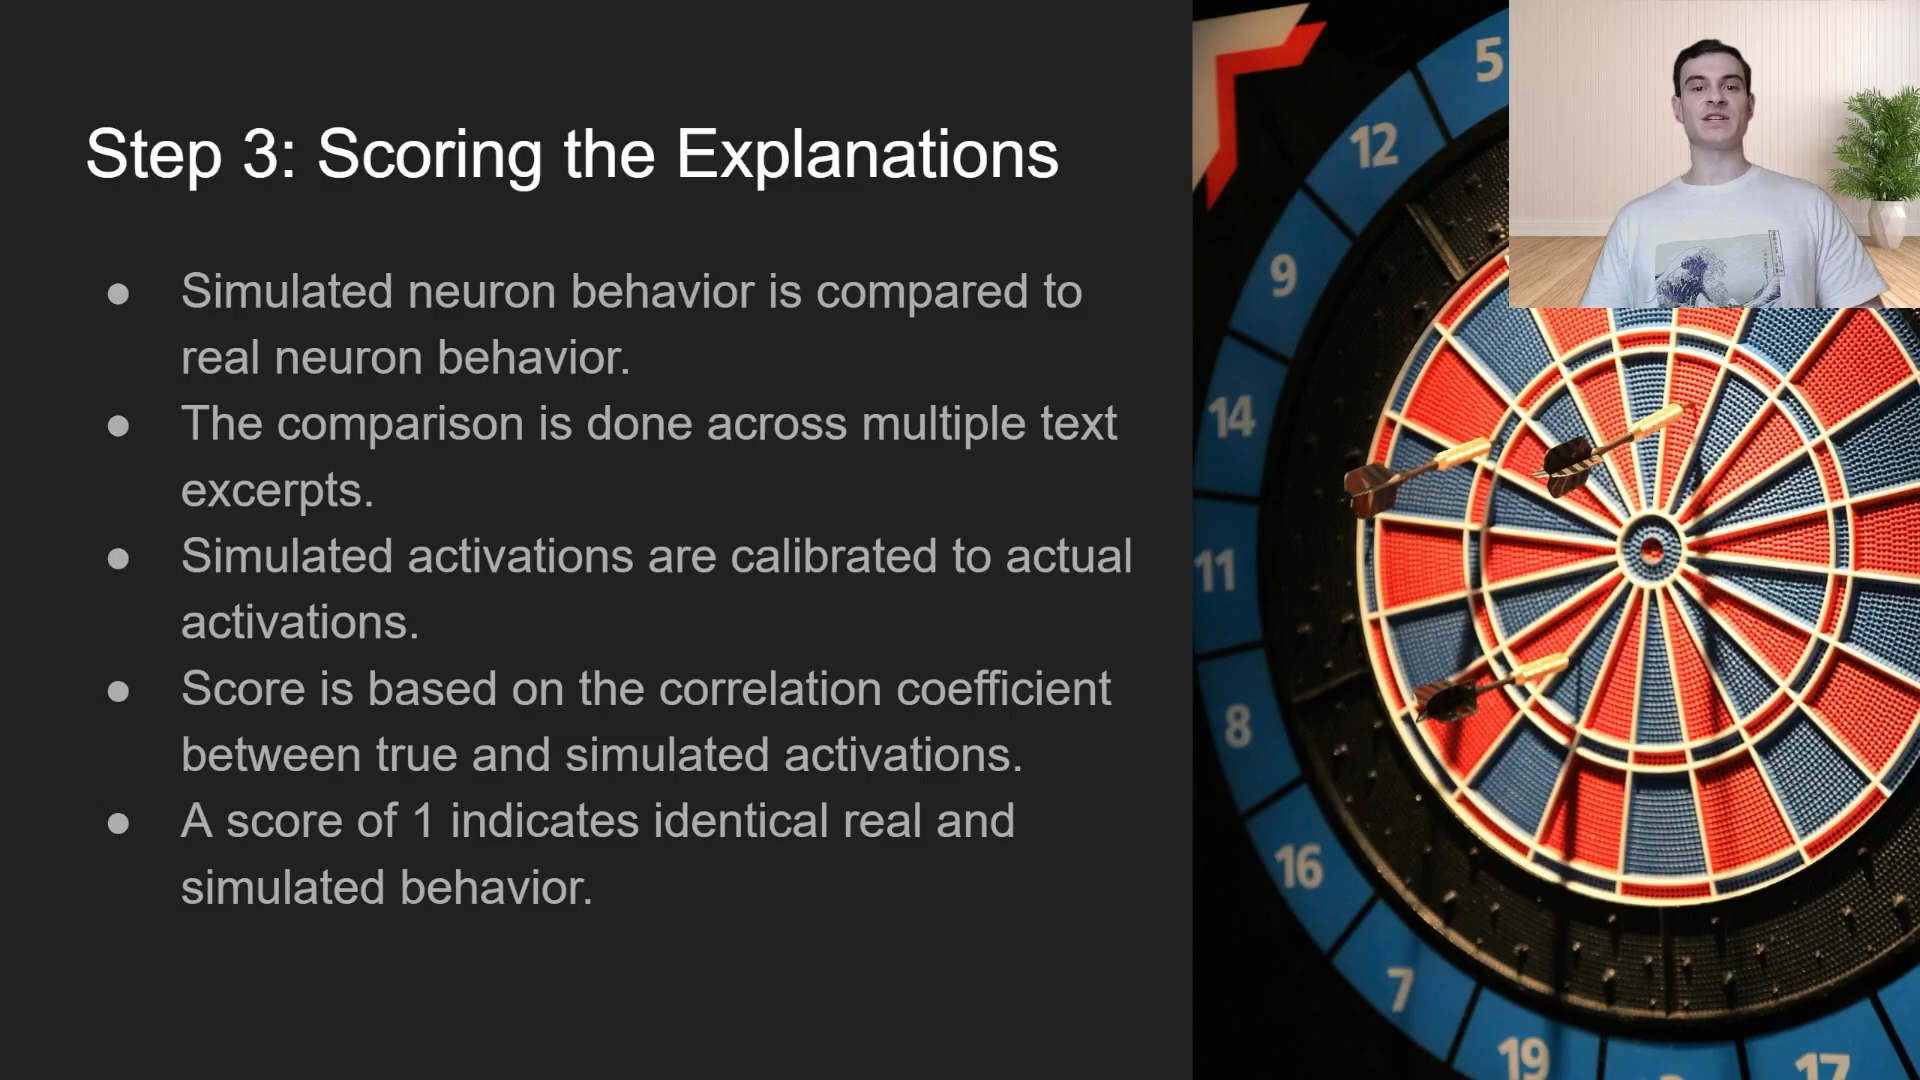 Step 3: Scoring the Explanations
● Simulated neuron behavior is compared to
real neuron behavior.
● The comparison is done across multiple text
excerpts.
● Simulated activations are calibrated to actual
activations.
● Score is based on the correlation coefficient
between true and simulated activations.
● A score of 1 indicates identical real and
simulated behavior.
5
12
9
14
11
8
16
7
19
17